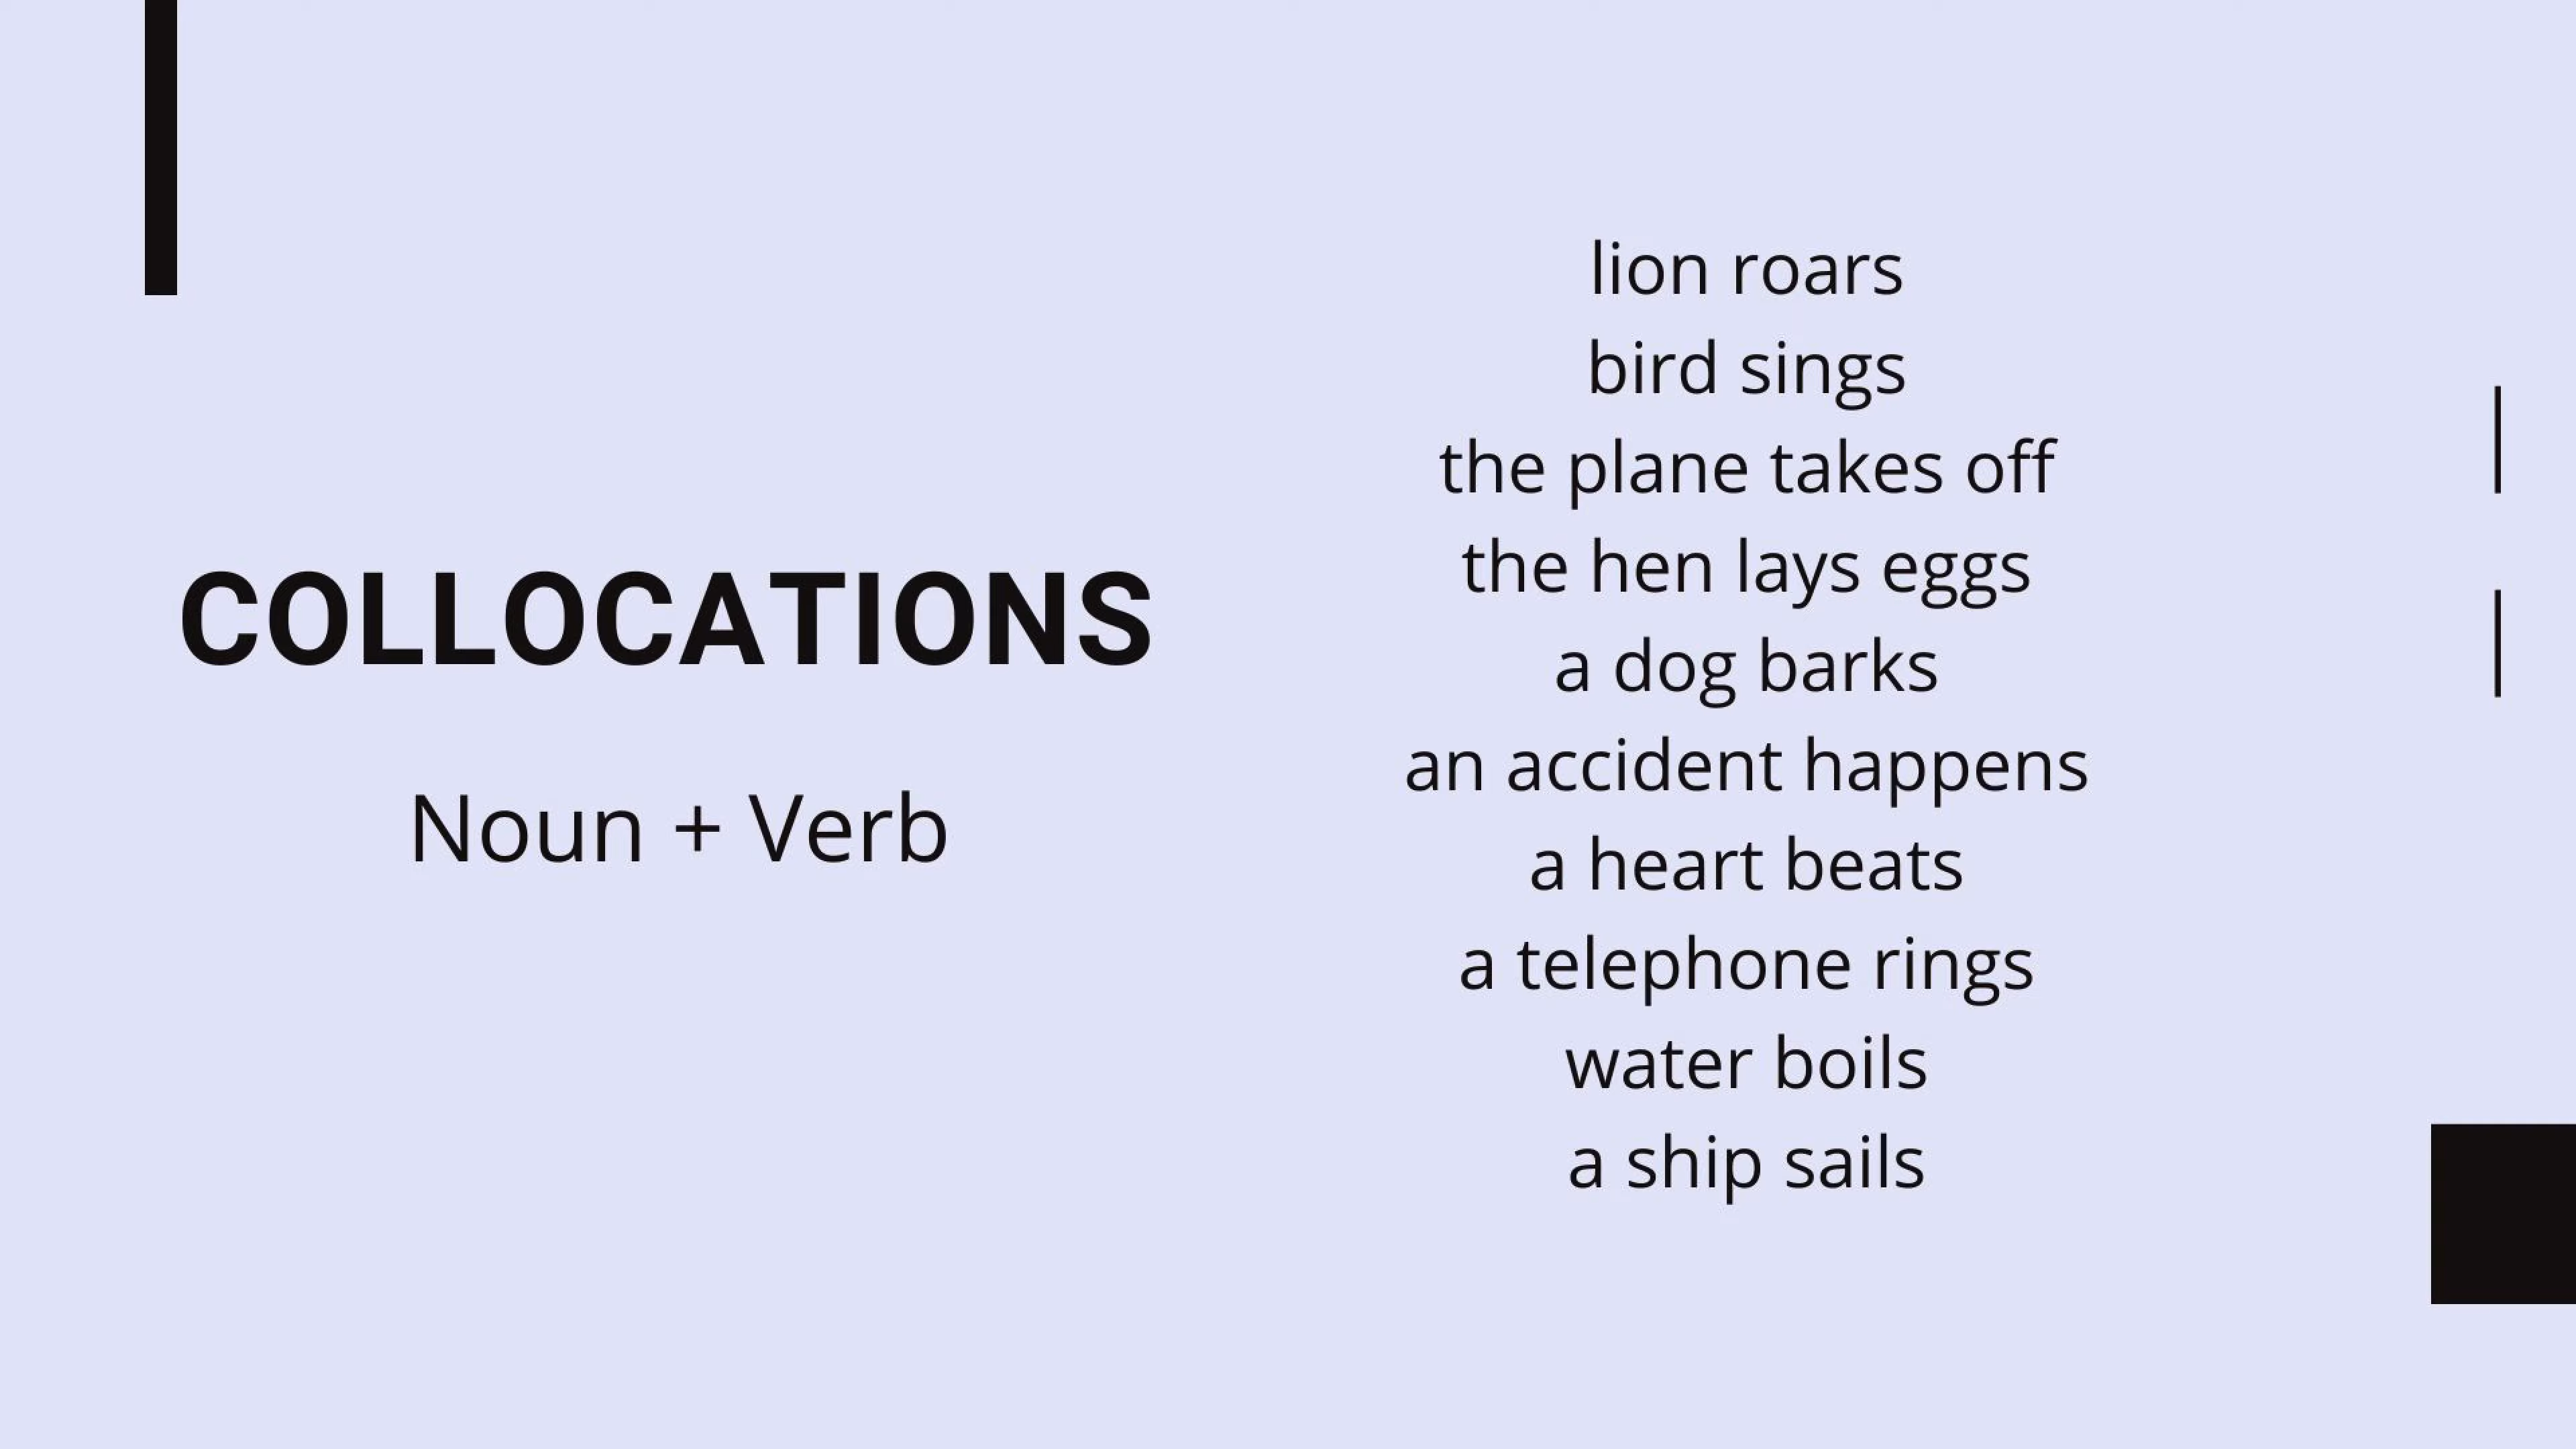 COLLOCATIONS
Noun + Verb
lion roars
bird sings
the plane takes off
the hen lays eggs
a dog barks
an accident happens
a heart beats
a telephone rings
water boils
a ship sails